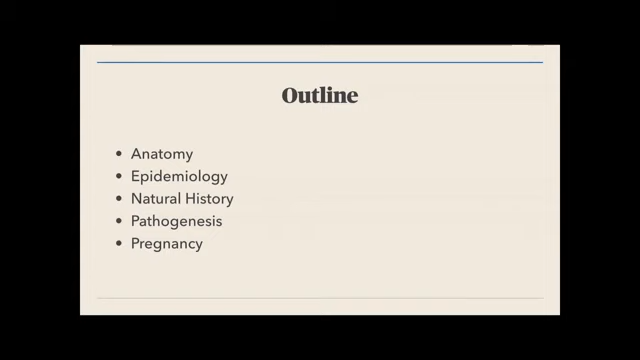 Outline
• Anatomy
• Epidemiology
• Natural History
• Pathogenesis
• Pregnancy